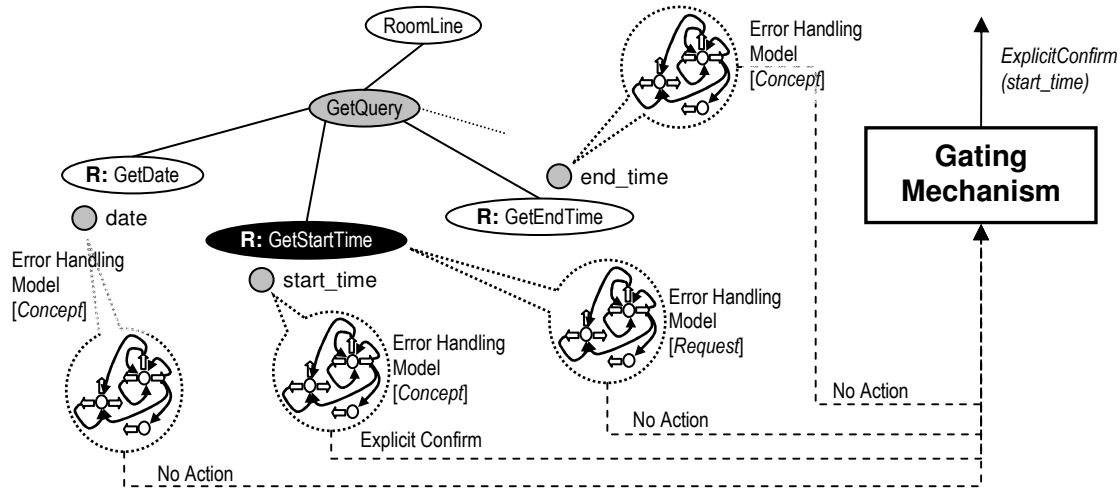 RoomLine
Error Handling
Model
[Concept]
ExplicitConfirm
(start_time)
GetQuery
Gating
Mechanism
R: GetDate
end_time
date
R: GetEndTime
R: GetStartTime
Error Handling
Model
[Concept]
start_time
Error Handling
Model
[Request]
Error Handling
Model
[Concept]
No Action
No Action
Explicit Confirm
No Action